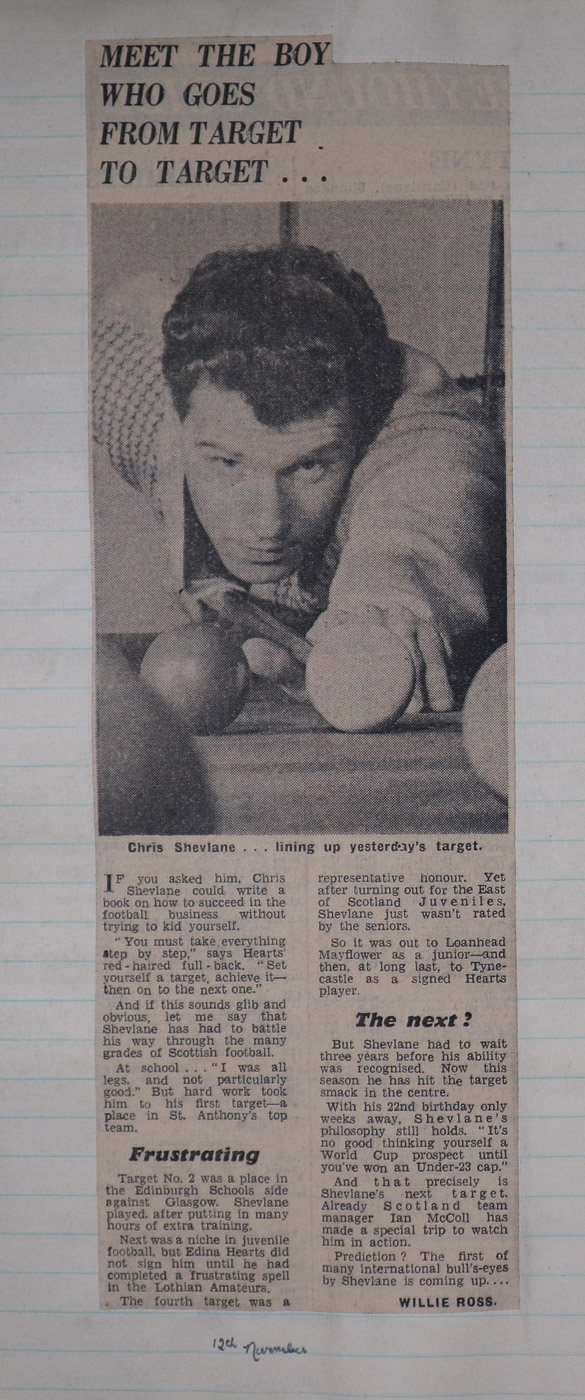 MEET THE BOY
WHO GOES
FROM TARGET
TO TARGET . . .
Chris Shevlane . . . lining up yesterday's target.
IF you asked him, Chris
Shevlane could write a
book on how to succeed in the
football business without
trying to kid yourself.
"You must take everything
step by step," says Hearts'
red-haired full-back. "Set
yourself a target, achieve it—
then on to the next one."
And if this sounds glib and
obvious, let me say that
Shevlane has had to battle
his way through the many
grades of Scottish football.
At school . . . "I was all
legs, and not particularly
good." But hard work took
him to his first target—a
place in St. Anthony's top
team.
Frustrating
Target No. 2 was a place in
the Edinburgh Schools side
against Glasgow. Shevlane
played, after putting in many
hours of extra training.
Next was a niche in juvenile
football, but Edina Hearts did
not sign him until he had
completed a frustrating spell
in the Lothian Amateurs.
The fourth target was a
representative honour. Yet
after turning out for the East
of Scotland Juveniles,
Shevlane just wasn't rated
by the seniors.
So it was out to Loanhead
Mayflower as a junior—and
then, at long last, to Tyne-
castle as a signed Hearts
player.
The next?
But Shevlane had to wait
three years before his ability
was recognised. Now this
season he has hit the target
smack in the centre.
With his 22nd birthday only
weeks away, Shevlane's
philosophy still holds. "It's
no good thinking yourself a
World Cup prospect until
you've won an Under-23 cap."
And that precisely is
Shevlane's next target.
Already Scotland team
manager Ian McColl has
made a special trip to watch
him in action.
Prediction? The first of
many international bull's-eyes
by Shevlane is coming up. . . .
WILLIE ROSS.
12th November